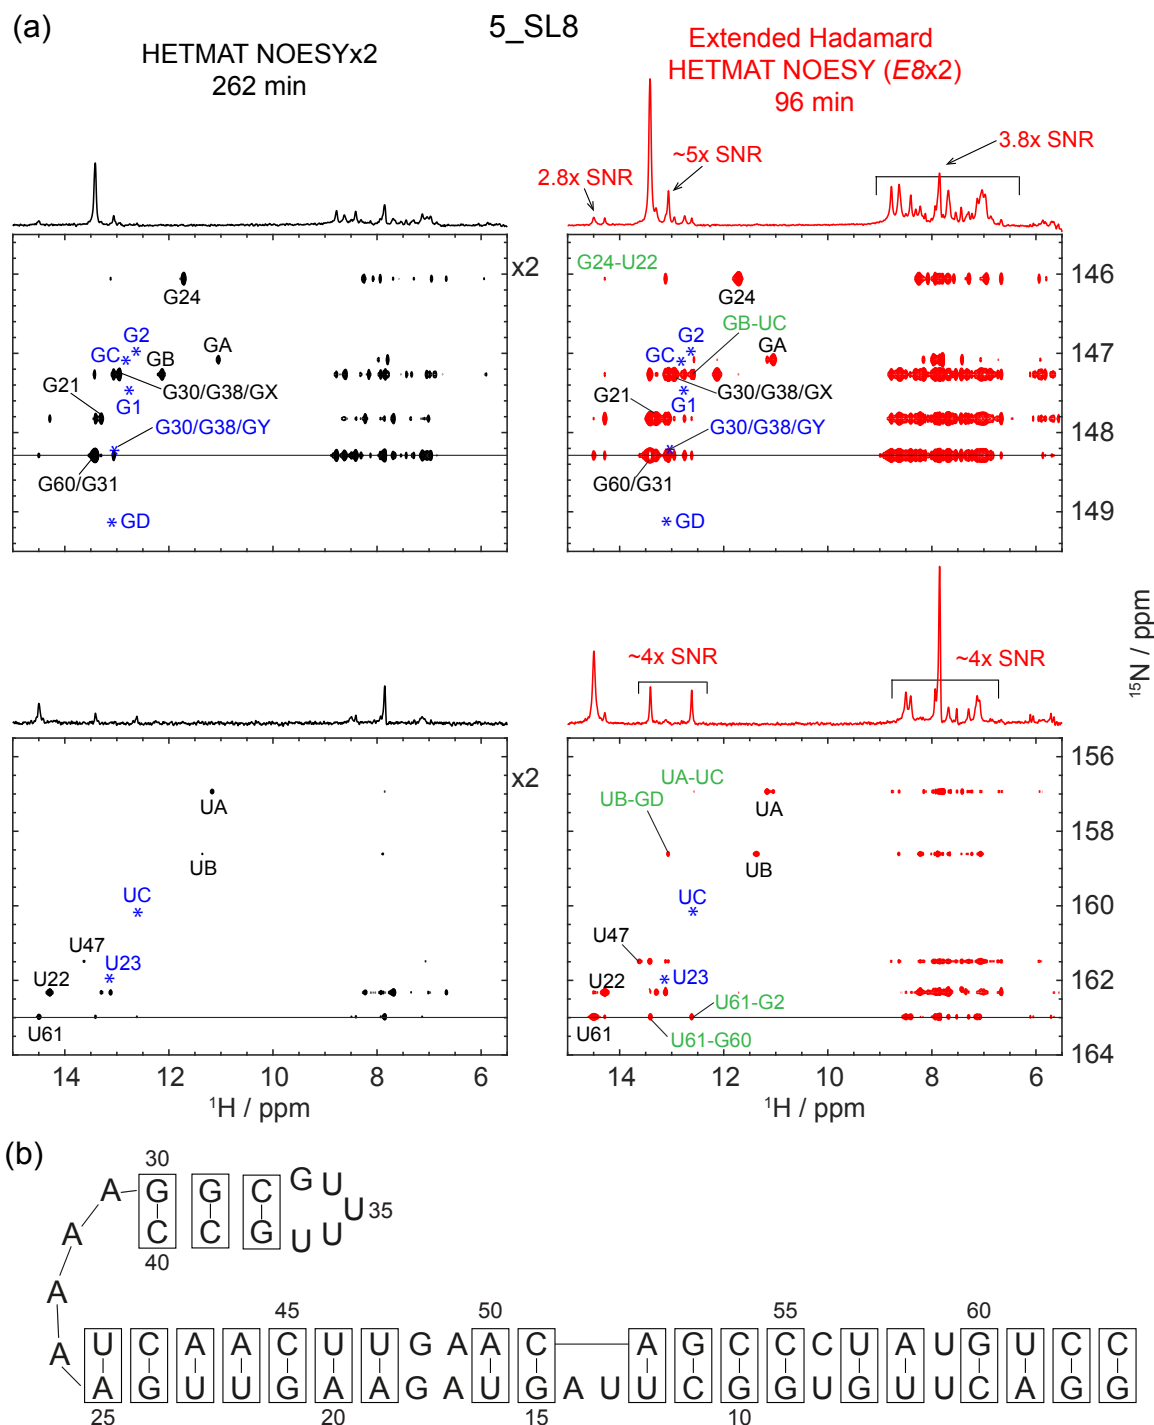 (a)
5_SL8
HETMAT NOESYx2
262 min
Extended Hadamard
HETMAT NOESY (E8x2)
96 min
2.8x SNR
~5x SNR
3.8x SNR
x2
G24
G2
GC
GB
GA
G21
G1
G30/G38/GX
G30/G38/GY
G60/G31
* GD
G24-U22
G24
GB-UC
G2
GC
GA
G21
G1
G30/G38/GX
G30/G38/GY
G60/G31
* GD
146
147
148
149
~4x SNR
~4x SNR
¹⁵N / ppm
x2
UA
UB
UC
U47
U23
U22
U61
UA-UC
UB-GD
UA
UB
UC
U47
U23
U22
U61-G2
U61
U61-G60
156
158
160
162
164
14 12 10 8 6
¹H / ppm
14 12 10 8 6
¹H / ppm
(b)
30
A G G C G U
A U 35
C C G U U
40
A
A
45 50 55 60
U C A A C U U G A A C A G C C C U A U G U C C
A G U U G A A G A U G A U U C G G U G U U C A G G
25 20 15 10